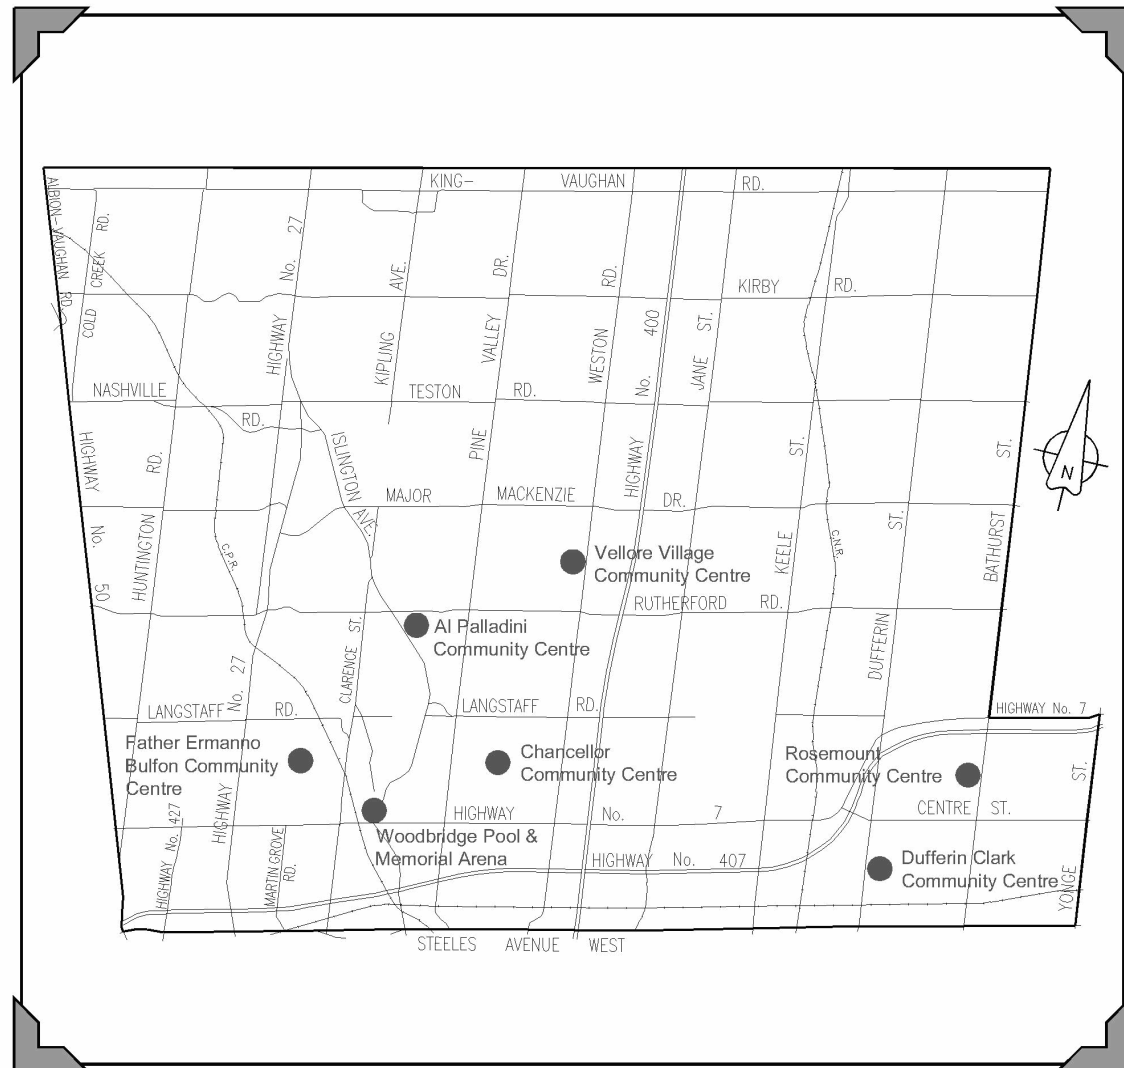 KING- VAUGHAN RD.
ALBION-VAUGHAN RD.
COLD CREEK RD.
HIGHWAY No. 27
KIPLING AVE.
PINE VALLEY DR.
WESTON RD.
HIGHWAY No. 400
JANE ST.
KIRBY RD.
NASHVILLE RD.
TESTON RD.
HIGHWAY No. 50
HUNTINGTON RD.
ISLINGTON AVE.
C.P.R.
MAJOR MACKENZIE DR.
KEELE ST.
C.N.R.
DUFFERIN ST.
BATHURST ST.
N
Vellore Village
Community Centre
RUTHERFORD RD.
Al Palladini
Community Centre
CLARENCE ST.
HIGHWAY No. 27
LANGSTAFF RD.
LANGSTAFF RD.
HIGHWAY No. 7
Father Ermanno
Bulfon Community
Centre
Chancellor
Community Centre
Rosemount
Community Centre
CENTRE ST.
HIGHWAY No. 7
Woodbridge Pool &
Memorial Arena
HIGHWAY No. 427
MARTIN GROVE
RD.
HIGHWAY No. 407
Dufferin Clark
Community Centre
YONGE ST.
STEELES AVENUE WEST